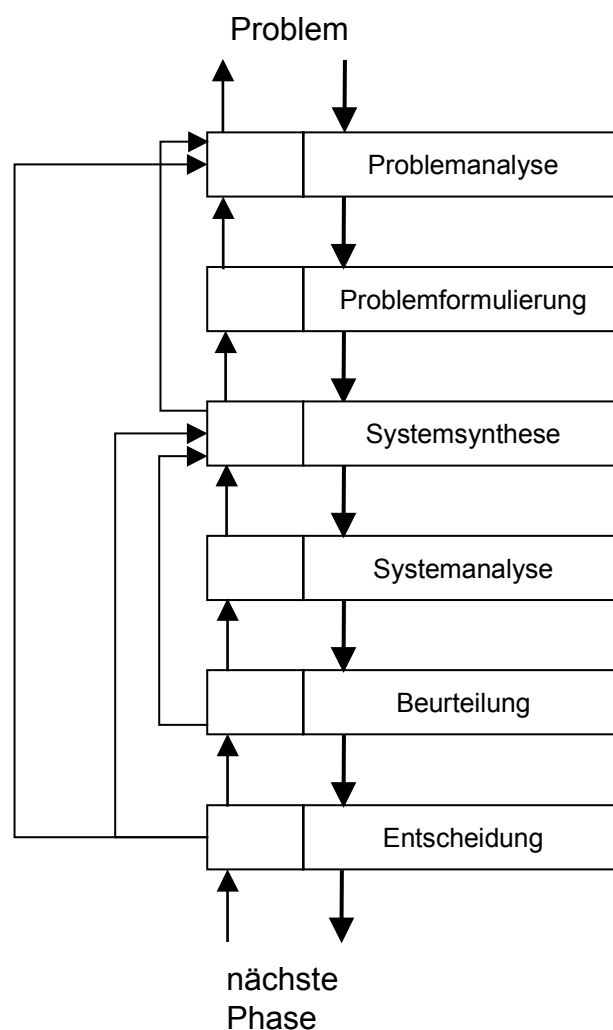 Problem
Problemanalyse
Problemformulierung
Systemsynthese
Systemanalyse
Beurteilung
Entscheidung
nächste
Phase